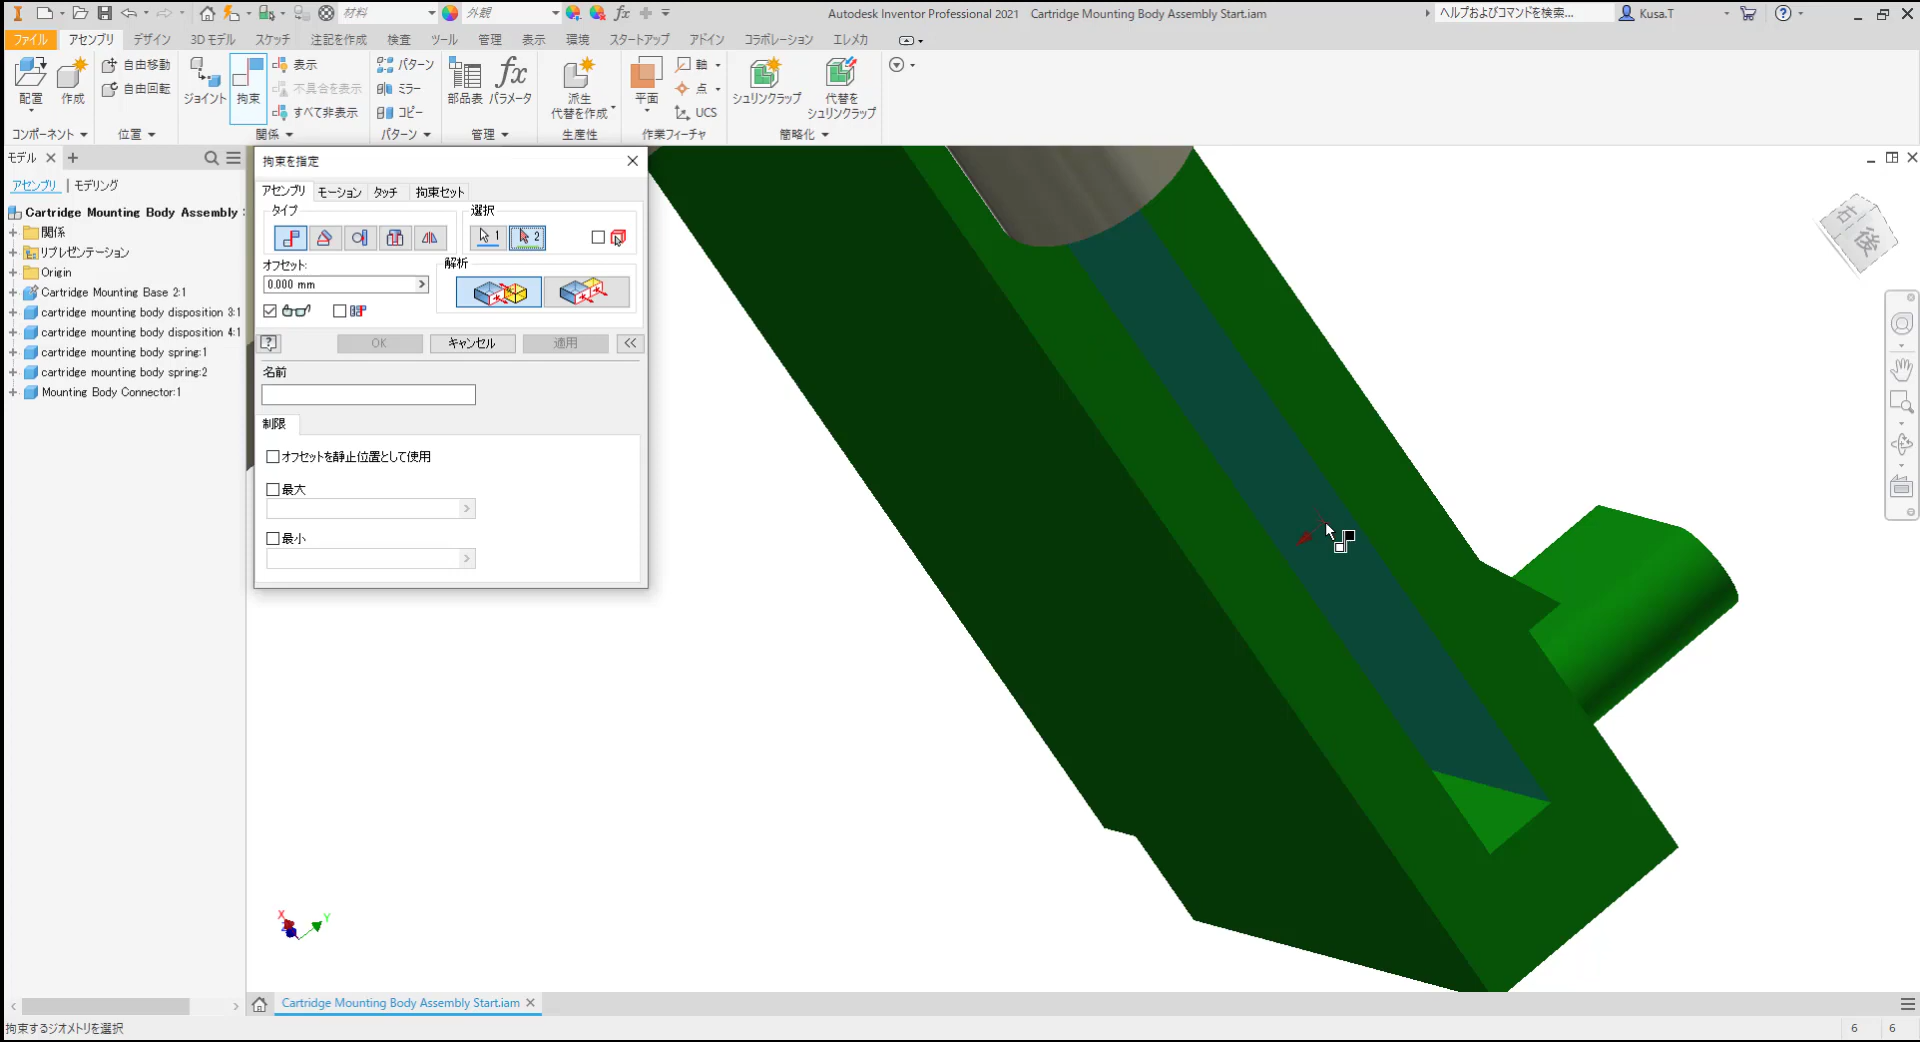 材料
外観
Autodesk Inventor Professional 2021 Cartridge Mounting Body Assembly Start.iam
ヘルプおよびコマンドを検索...
Kusa.T
ファイル アセンブリ デザイン 3D モデル スケッチ 注記を作成 検査 ツール 管理 表示 環境 スタートアップ アドイン コラボレーション エレメカ
配置
作成
自由移動
自由回転
ジョイント
拘束
表示
不具合を表示
すべて非表示
パターン
ミラー
コピー
部品表
fx
パラメータ
派生
代替を作成
平面
軸
点
UCS
シュリンクラップ
代替を
シュリンクラップ
コンポーネント 位置 関係 パターン 管理 生産性 作業フィーチャ 簡略化
モデル
アセンブリ モデリング
Cartridge Mounting Body Assembly
関係
リプレゼンテーション
Origin
Cartridge Mounting Base 2:1
cartridge mounting body disposition 3:1
cartridge mounting body disposition 4:1
cartridge mounting body spring:1
cartridge mounting body spring:2
Mounting Body Connector:1
拘束を指定
アセンブリ モーション タッチ 拘束セット
タイプ
選択
1 2
オフセット:
0.000 mm
解析
OK
キャンセル
適用
<<
名前
制限
オフセットを静止位置として使用
最大
最小
右
後
X Y
Cartridge Mounting Body Assembly Start.iam
拘束するジオメトリを選択
6 6